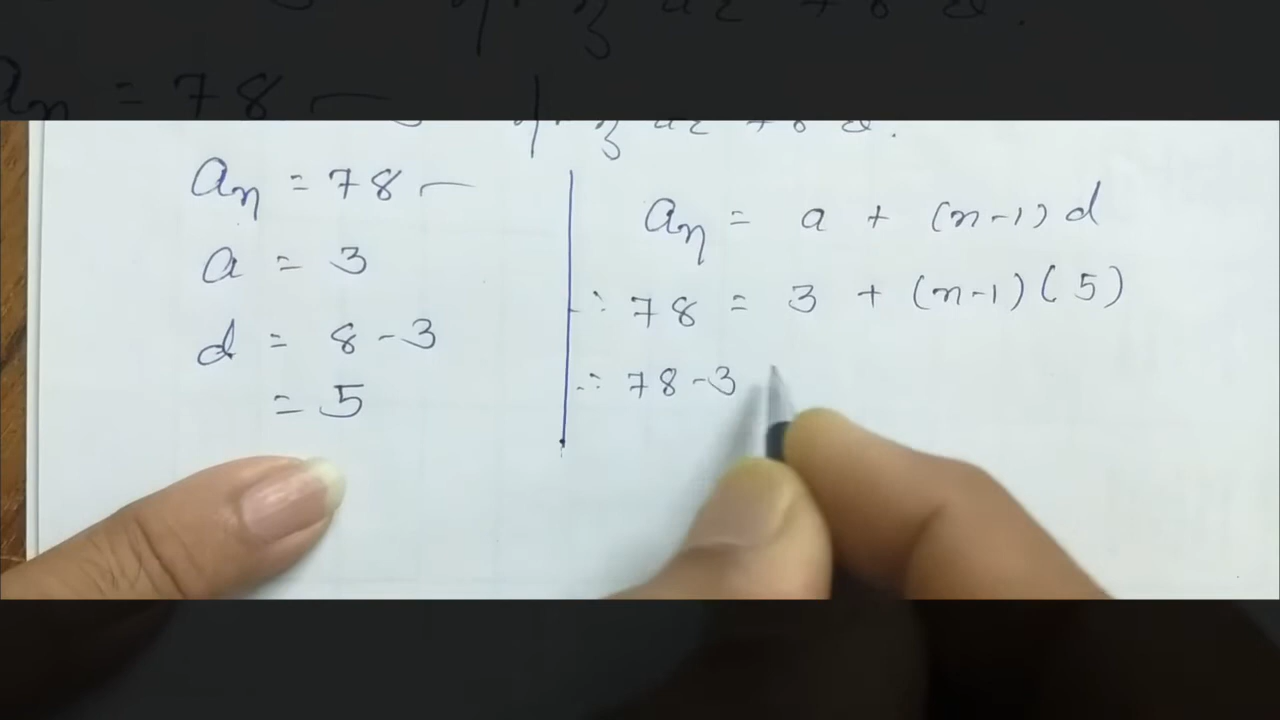 aₙ = 78 –
a = 3
d = 8 - 3
= 5
aₙ = a + (n-1) d
∴ 78 = 3 + (n-1) ( 5 )
∴ 78 - 3